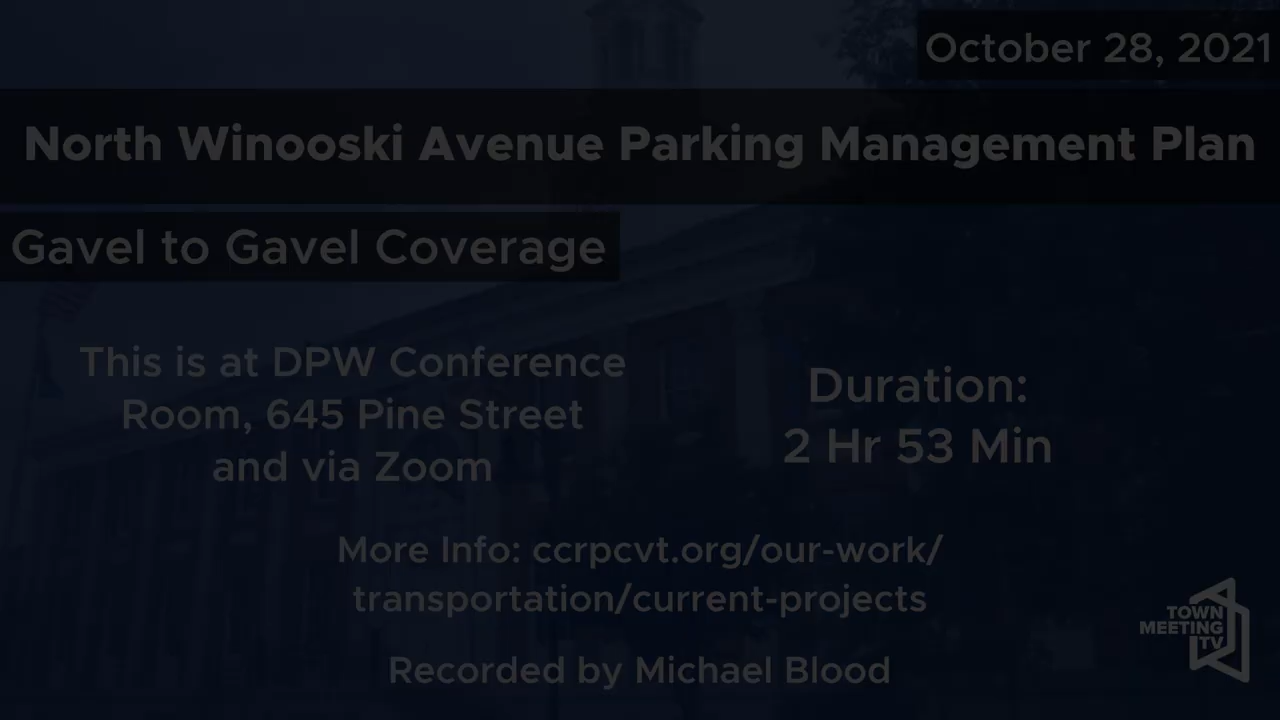 October 28, 2021
North Winooski Avenue Parking Management Plan
Gavel to Gavel Coverage
This is at DPW Conference
Room, 645 Pine Street
and via Zoom
Duration:
2 Hr 53 Min
More Info: ccrpcvt.org/our-work/
transportation/current-projects
TOWN
MEETING
TV
Recorded by Michael Blood